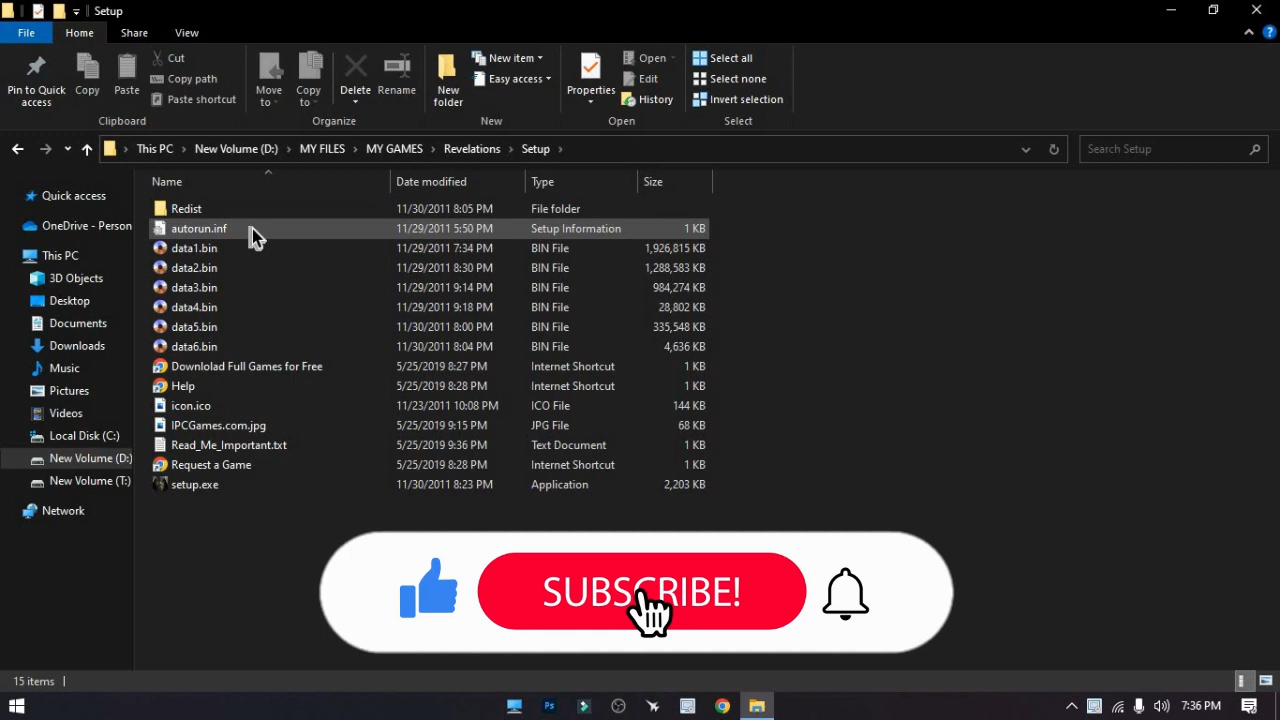 Setup
File Home Share View
Pin to Quick access
Copy
Paste
Cut
Copy path
Paste shortcut
Clipboard
Move to
Copy to
Delete
Rename
Organize
New folder
New item
Easy access
New
Properties
Open
Edit
History
Open
Select all
Select none
Invert selection
Select
This PC > New Volume (D:) > MY FILES > MY GAMES > Revelations > Setup >
Search Setup
Quick access
OneDrive - Person
This PC
3D Objects
Desktop
Documents
Downloads
Music
Pictures
Videos
Local Disk (C:)
New Volume (D:)
New Volume (T:)
Network
Name Date modified Type Size
Redist 11/30/2011 8:05 PM File folder
autorun.inf 11/29/2011 5:50 PM Setup Information 1 KB
data1.bin 11/29/2011 7:34 PM BIN File 1,926,815 KB
data2.bin 11/29/2011 8:30 PM BIN File 1,288,583 KB
data3.bin 11/29/2011 9:14 PM BIN File 984,274 KB
data4.bin 11/29/2011 9:18 PM BIN File 28,802 KB
data5.bin 11/30/2011 8:00 PM BIN File 335,548 KB
data6.bin 11/30/2011 8:04 PM BIN File 4,636 KB
Downlolad Full Games for Free 5/25/2019 8:27 PM Internet Shortcut 1 KB
Help 5/25/2019 8:28 PM Internet Shortcut 1 KB
icon.ico 11/23/2011 10:08 PM ICO File 144 KB
IPCGames.com.jpg 5/25/2019 9:15 PM JPG File 68 KB
Read_Me_Important.txt 5/25/2019 9:36 PM Text Document 1 KB
Request a Game 5/25/2019 8:28 PM Internet Shortcut 1 KB
setup.exe 11/30/2011 8:23 PM Application 2,203 KB
SUBSCRIBE!
15 items
Ps
7:36 PM